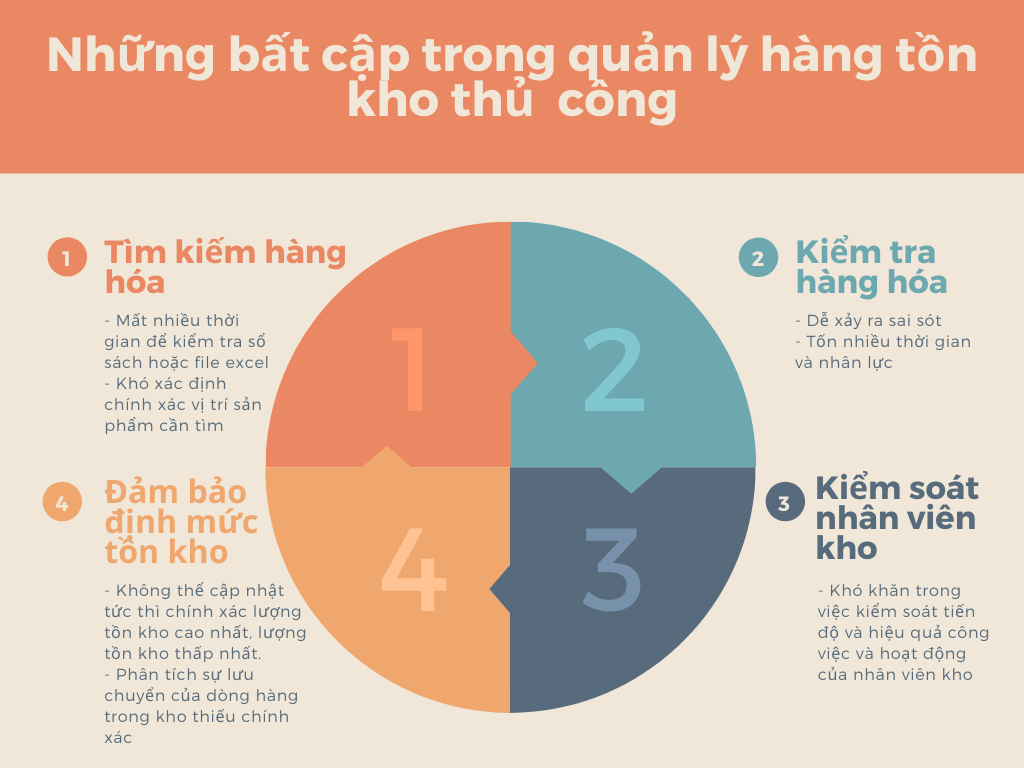 Những bất cập trong quản lý hàng tồn
kho thủ  công
1
Tìm kiếm hàng
hóa
- Mất nhiều thời
gian để kiểm tra sổ
sách hoặc file excel
- Khó xác định
chính xác vị trí sản
phẩm cần tìm
2
Kiểm tra
hàng hóa
- Dễ xảy ra sai sót
- Tốn nhiều thời gian
và nhân lực
1
2
4
3
3
Kiểm soát
nhân viên
kho
- Khó khăn trong
việc kiểm soát tiến
độ và hiệu quả công
việc và hoạt động
của nhân viên kho
4
Đảm bảo
định mức
tồn kho
- Không thể cập nhật
tức thì chính xác lượng
tồn kho cao nhất, lượng
tồn kho thấp nhất.
- Phân tích sự lưu
chuyển của dòng hàng
trong kho thiếu chính
xác